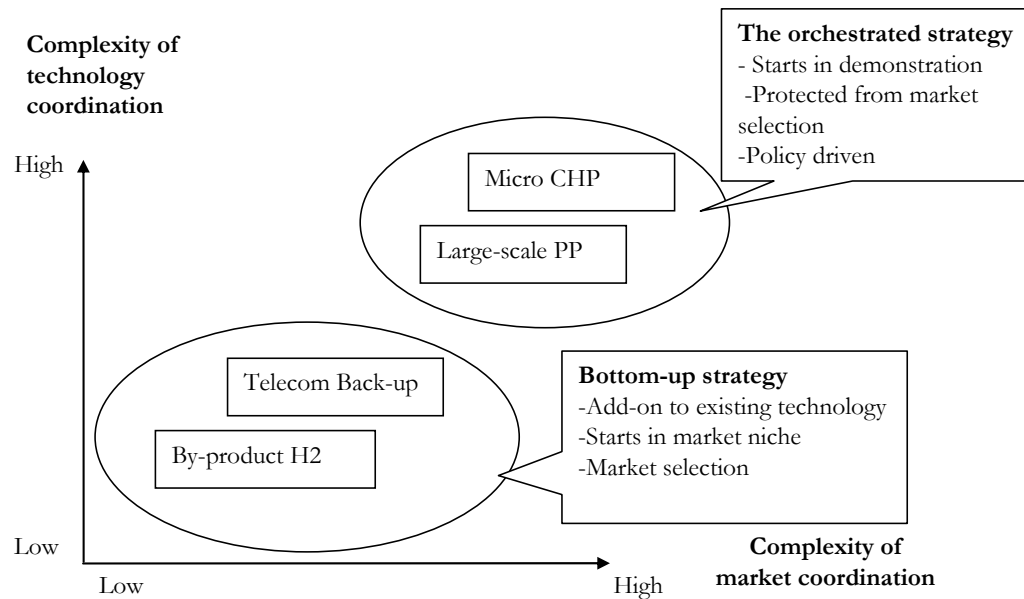 Complexity of
technology
coordination
The orchestrated strategy
- Starts in demonstration
-Protected from market
selection
-Policy driven
High
Micro CHP
Large-scale PP
Telecom Back-up
By-product H2
Bottom-up strategy
-Add-on to existing technology
-Starts in market niche
-Market selection
Low
Low
High
Complexity of
market coordination